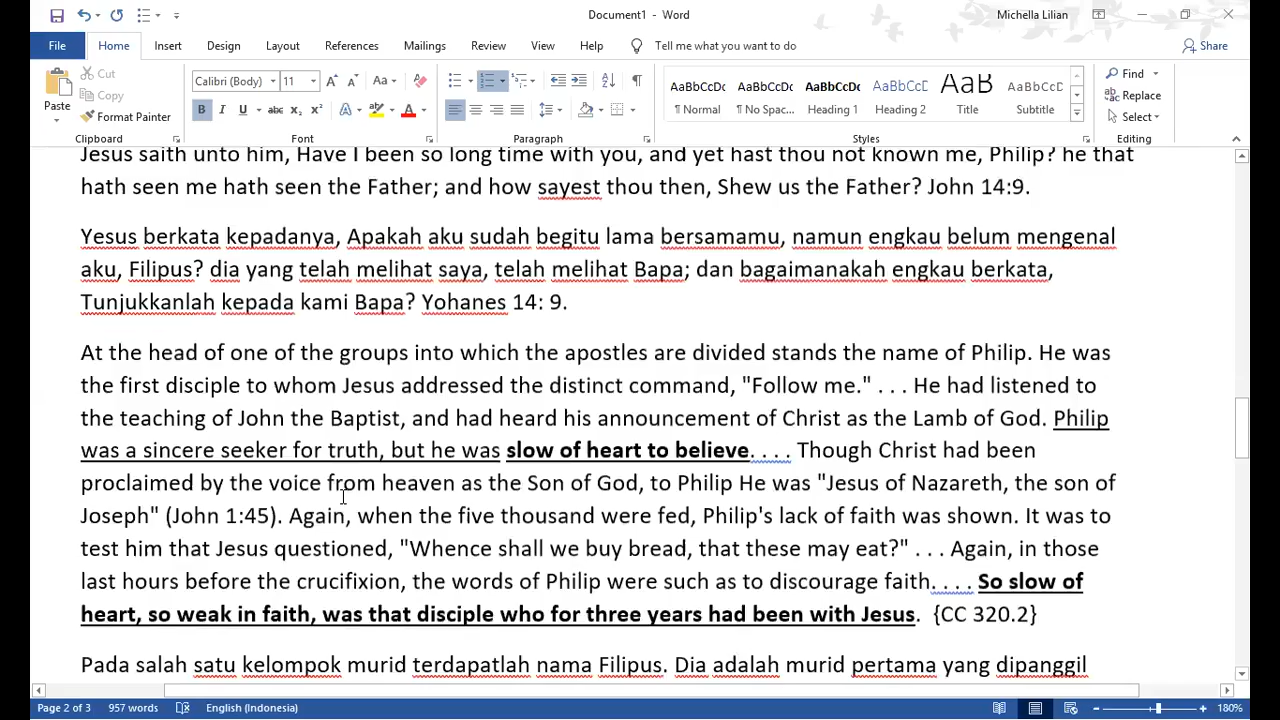 Document1 - Word
Michella Lilian
File Home Insert Design Layout References Mailings Review View Help Tell me what you want to do Share
Paste Cut Copy Format Painter
Calibri (Body) 11
AaBbCcDc AaBbCcDc AaBbCcDc AaBbCcD AaB AaBbCcD
¶ Normal ¶ No Spac... Heading 1 Heading 2 Title Subtitle
Find Replace Select
Clipboard Font Paragraph Styles Editing
Jesus saith unto him, Have I been so long time with you, and yet hast thou not known me, Philip? he that
hath seen me hath seen the Father; and how sayest thou then, Shew us the Father? John 14:9.
Yesus berkata kepadanya, Apakah aku sudah begitu lama bersamamu, namun engkau belum mengenal
aku, Filipus? dia yang telah melihat saya, telah melihat Bapa; dan bagaimanakah engkau berkata,
Tunjukkanlah kepada kami Bapa? Yohanes 14: 9.
At the head of one of the groups into which the apostles are divided stands the name of Philip. He was
the first disciple to whom Jesus addressed the distinct command, "Follow me." . . . He had listened to
the teaching of John the Baptist, and had heard his announcement of Christ as the Lamb of God. Philip
was a sincere seeker for truth, but he was slow of heart to believe. . . . Though Christ had been
proclaimed by the voice from heaven as the Son of God, to Philip He was "Jesus of Nazareth, the son of
Joseph" (John 1:45). Again, when the five thousand were fed, Philip's lack of faith was shown. It was to
test him that Jesus questioned, "Whence shall we buy bread, that these may eat?" . . . Again, in those
last hours before the crucifixion, the words of Philip were such as to discourage faith. . . . So slow of
heart, so weak in faith, was that disciple who for three years had been with Jesus. {CC 320.2}
Pada salah satu kelompok murid terdapatlah nama Filipus. Dia adalah murid pertama yang dipanggil
Page 2 of 3 957 words English (Indonesia) 180%